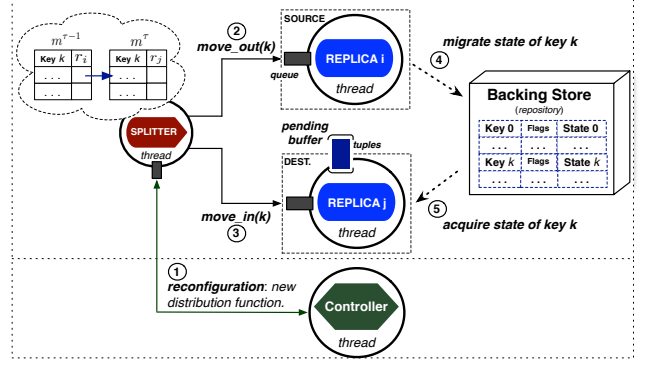 m^{τ−1}
m^τ
Key k r_i
Key k r_j
. . .
. . .
. . .
. . .
② move_out(k)
SOURCE
REPLICA i
queue
thread
④ migrate state of key k
Backing Store
(repository)
Key 0 Flags State 0
. . . . . . . . .
Key k Flags State k
. . . . . . . . .
SPLITTER
thread
pending
buffer
tuples
DEST.
REPLICA j
thread
move_in(k)
③
⑤ acquire state of key k
①
reconfiguration: new
distribution function.
Controller
thread